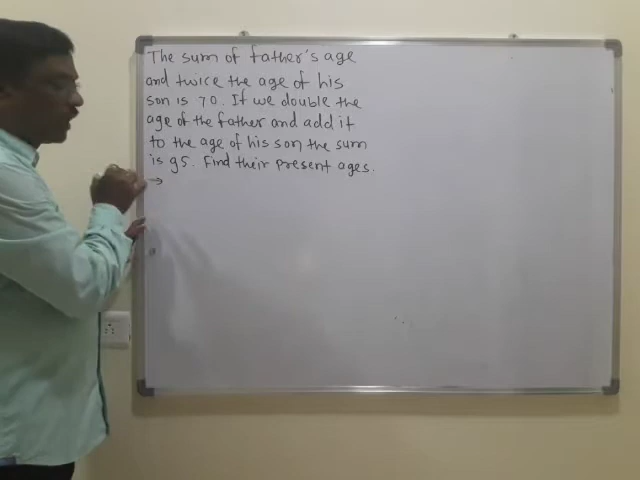 The sum of father's age
and twice the age of his
son is 70. If we double the
age of the father and add it
to the age of his son the sum
is 95. Find their present ages.
→